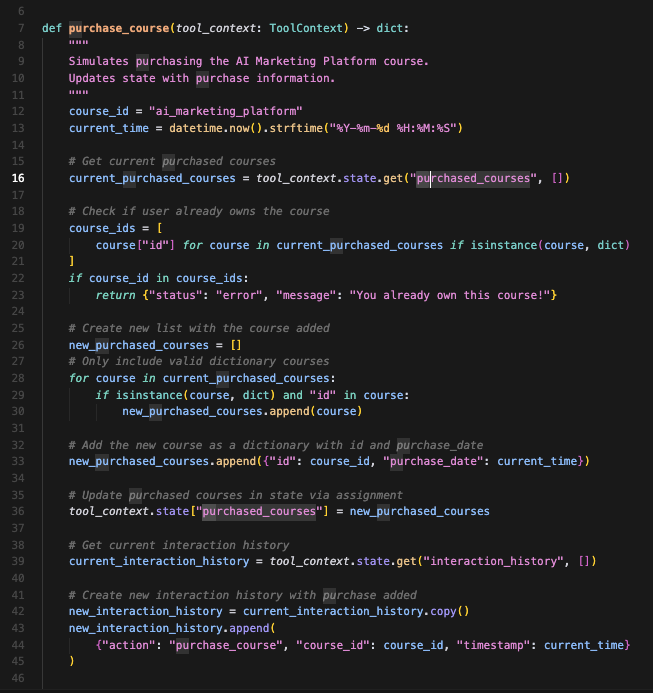 6
7 def purchase_course(tool_context: ToolContext) -> dict:
8 """
9 Simulates purchasing the AI Marketing Platform course.
10 Updates state with purchase information.
11 """
12 course_id = "ai_marketing_platform"
13 current_time = datetime.now().strftime("%Y-%m-%d %H:%M:%S")
14
15 # Get current purchased courses
16 current_purchased_courses = tool_context.state.get("purchased_courses", [])
17
18 # Check if user already owns the course
19 course_ids = [
20 course["id"] for course in current_purchased_courses if isinstance(course, dict)
21 ]
22 if course_id in course_ids:
23 return {"status": "error", "message": "You already own this course!"}
24
25 # Create new list with the course added
26 new_purchased_courses = []
27 # Only include valid dictionary courses
28 for course in current_purchased_courses:
29 if isinstance(course, dict) and "id" in course:
30 new_purchased_courses.append(course)
31
32 # Add the new course as a dictionary with id and purchase_date
33 new_purchased_courses.append({"id": course_id, "purchase_date": current_time})
34
35 # Update purchased courses in state via assignment
36 tool_context.state["purchased_courses"] = new_purchased_courses
37
38 # Get current interaction history
39 current_interaction_history = tool_context.state.get("interaction_history", [])
40
41 # Create new interaction history with purchase added
42 new_interaction_history = current_interaction_history.copy()
43 new_interaction_history.append(
44 {"action": "purchase_course", "course_id": course_id, "timestamp": current_time}
45 )
46